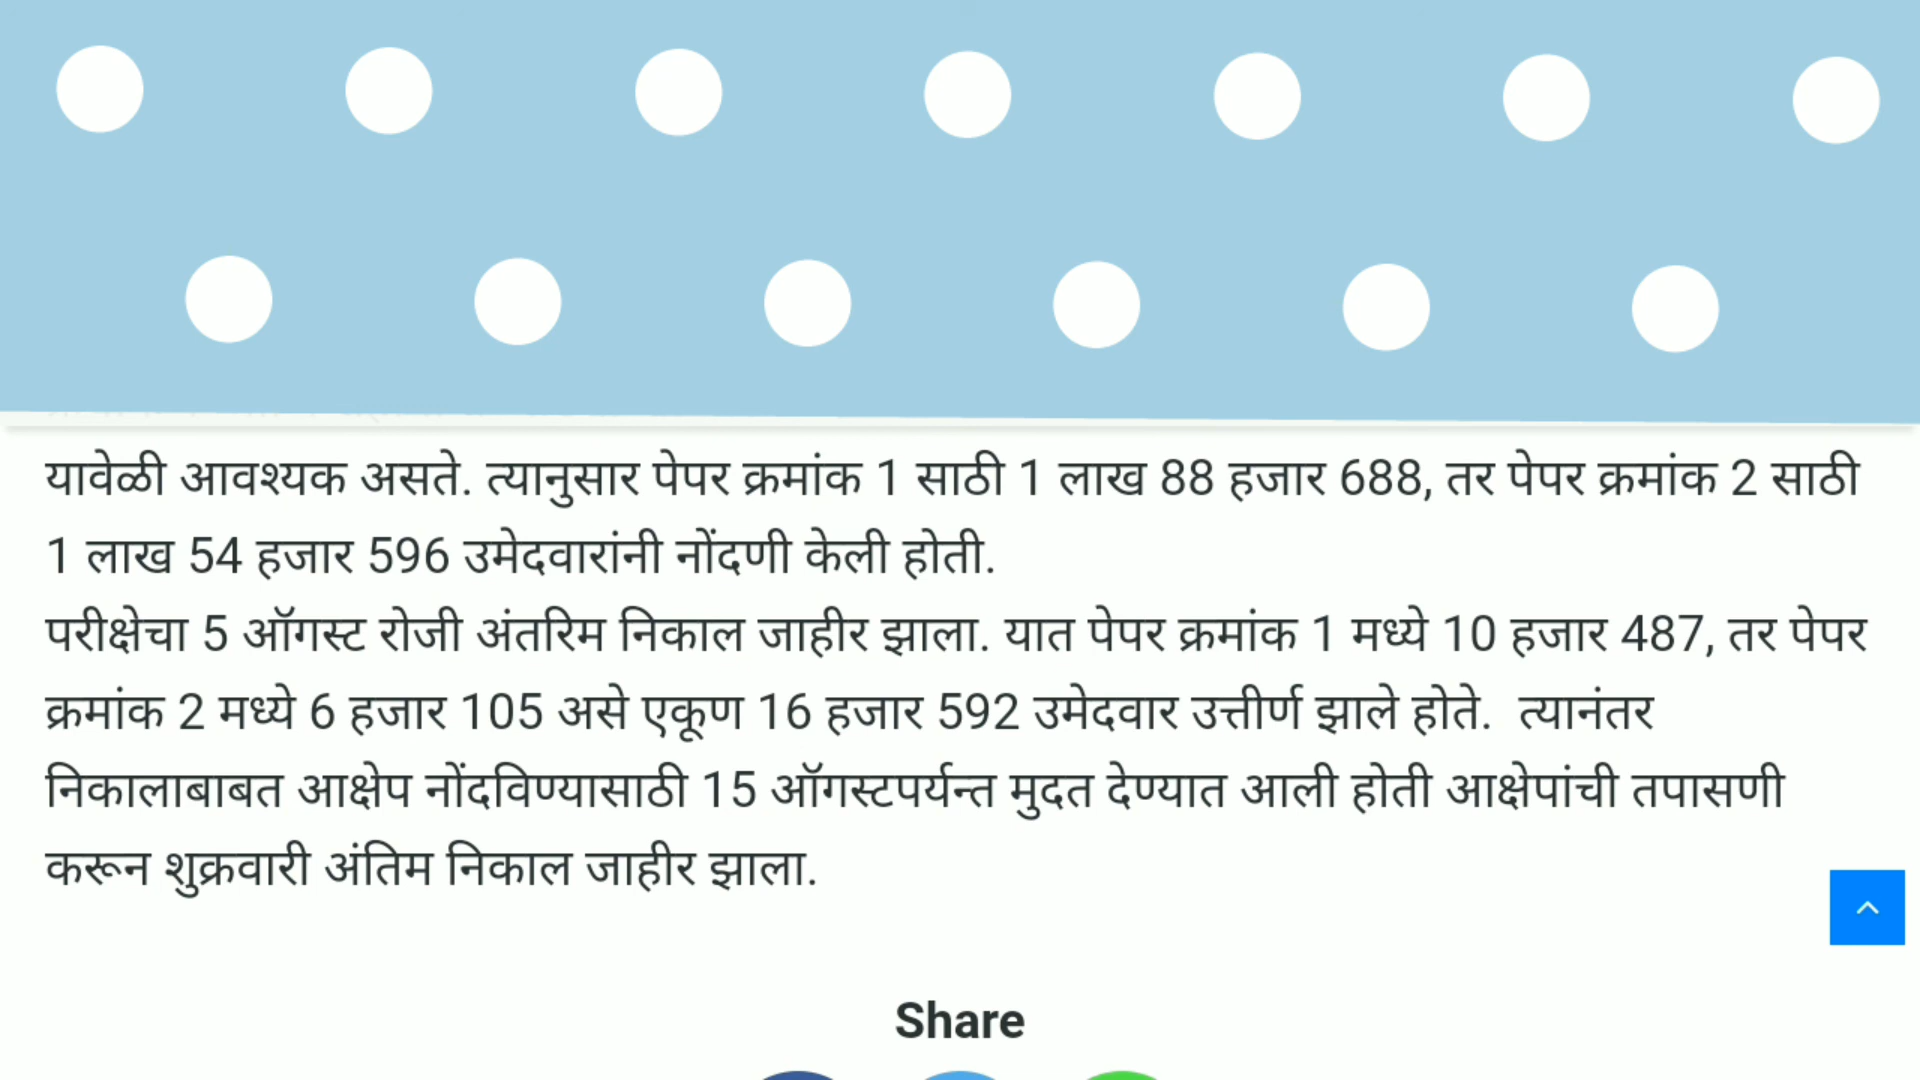 यावेळी आवश्यक असते. त्यानुसार पेपर क्रमांक 1 साठी 1 लाख 88 हजार 688, तर पेपर क्रमांक 2 साठी
1 लाख 54 हजार 596 उमेदवारांनी नोंदणी केली होती.
परीक्षेचा 5 ऑगस्ट रोजी अंतरिम निकाल जाहीर झाला. यात पेपर क्रमांक 1 मध्ये 10 हजार 487, तर पेपर
क्रमांक 2 मध्ये 6 हजार 105 असे एकूण 16 हजार 592 उमेदवार उत्तीर्ण झाले होते. त्यानंतर
निकालाबाबत आक्षेप नोंदविण्यासाठी 15 ऑगस्टपर्यन्त मुदत देण्यात आली होती आक्षेपांची तपासणी
करून शुक्रवारी अंतिम निकाल जाहीर झाला.
Share